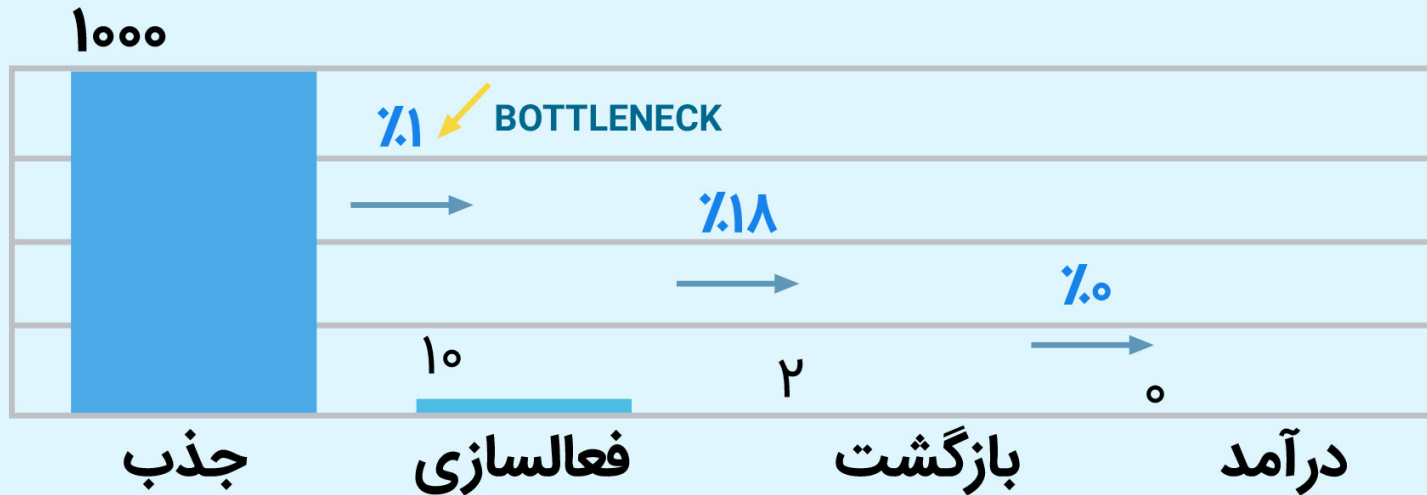 ۱۰۰۰
٪۱
BOTTLENECK
٪۱۸
٪۰
۱۰
۲
۰
جذب
فعالسازی
بازگشت
درآمد